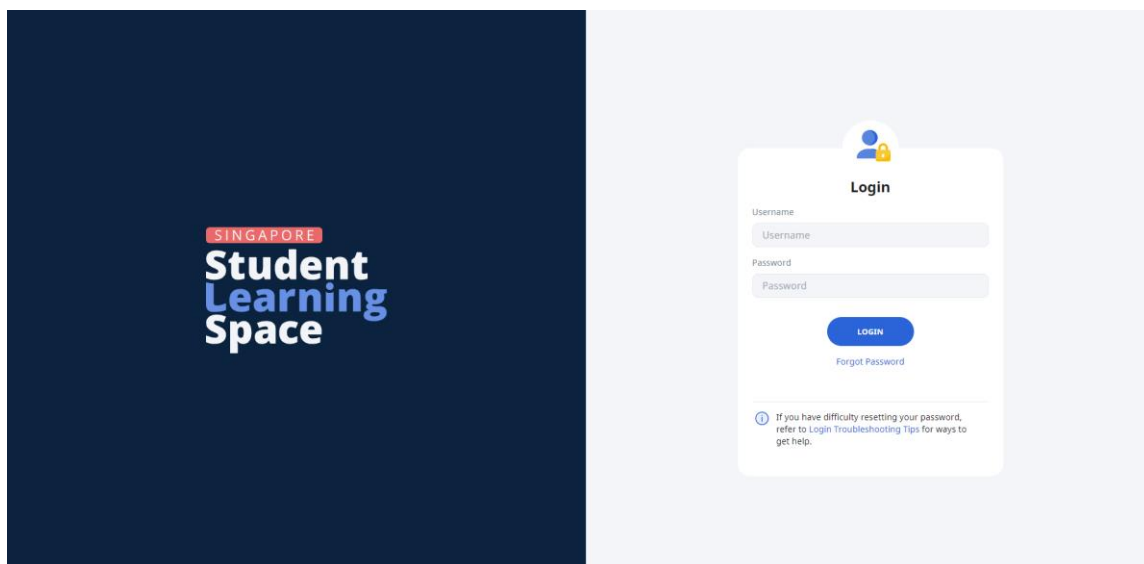 SINGAPORE
Student
Learning
Space
Login
Username
Username
Password
Password
LOGIN
Forgot Password
If you have difficulty resetting your password,
refer to Login Troubleshooting Tips for ways to
get help.